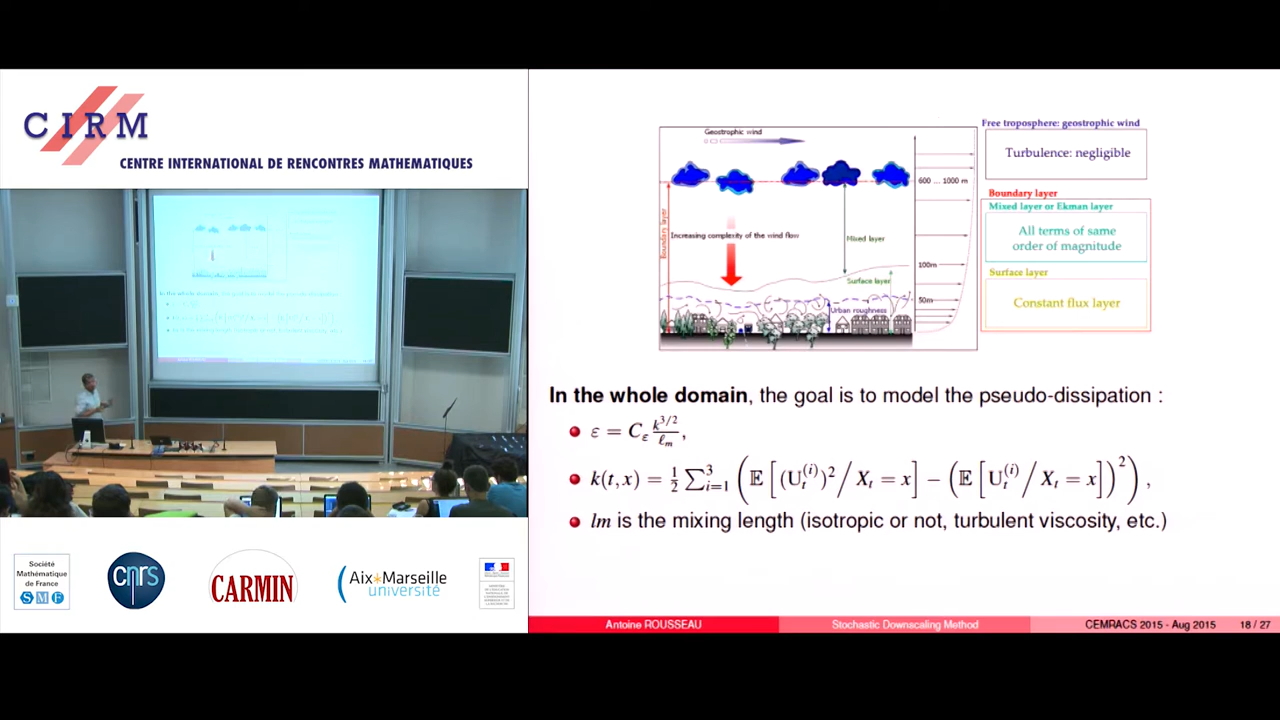 CIRM
CENTRE INTERNATIONAL DE RENCONTRES MATHEMATIQUES
Société
Mathématique
de France
SMF
cnrs
CARMIN
Aix*Marseille
université
Geostrophic wind
600 ... 1000 m
Boundary layer
Increasing complexity of the wind flow
Mixed layer
100m
Surface layer
50m
Urban roughness
Free troposphere: geostrophic wind
Turbulence: negligible
Boundary layer
Mixed layer or Ekman layer
All terms of same
order of magnitude
Surface layer
Constant flux layer
In the whole domain, the goal is to model the pseudo-dissipation :
ε = C_ε k^{3/2} / ℓ_m ,
k(t, x) = 1/2 ∑_{i=1}^{3} ( 𝔼 [ (U_t^{(i)})^2 / X_t = x ] − ( 𝔼 [ U_t^{(i)} / X_t = x ] )^2 ) ,
lm is the mixing length (isotropic or not, turbulent viscosity, etc.)
Antoine ROUSSEAU
Stochastic Downscaling Method
CEMRACS 2015 - Aug 2015
18 / 27